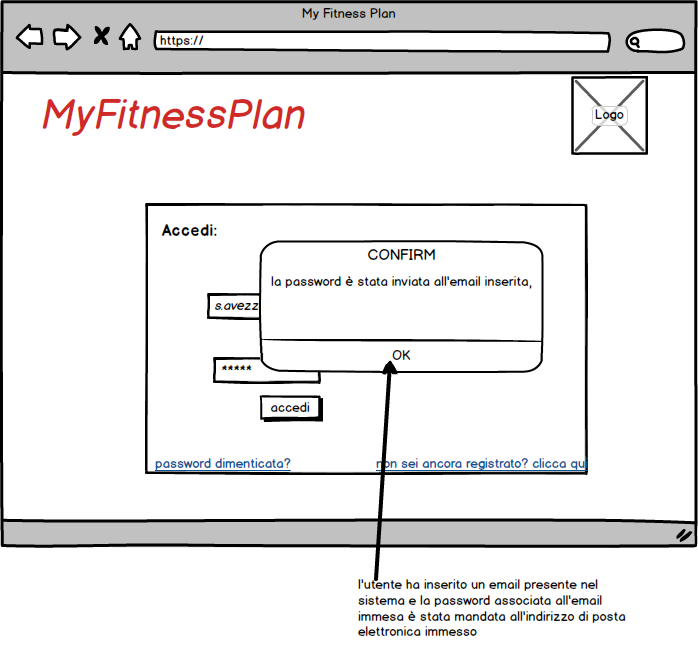 My Fitness Plan
https://
MyFitnessPlan
Logo
Accedi:
CONFIRM
la password è stata inviata all'email inserita,
s.avezz
OK
*****
accedi
password dimenticata?
non sei ancora registrato? clicca qui
l'utente ha inserito un email presente nel
sistema e la password associata all'email
immesa è stata mandata all'indirizzo di posta
elettronica immesso